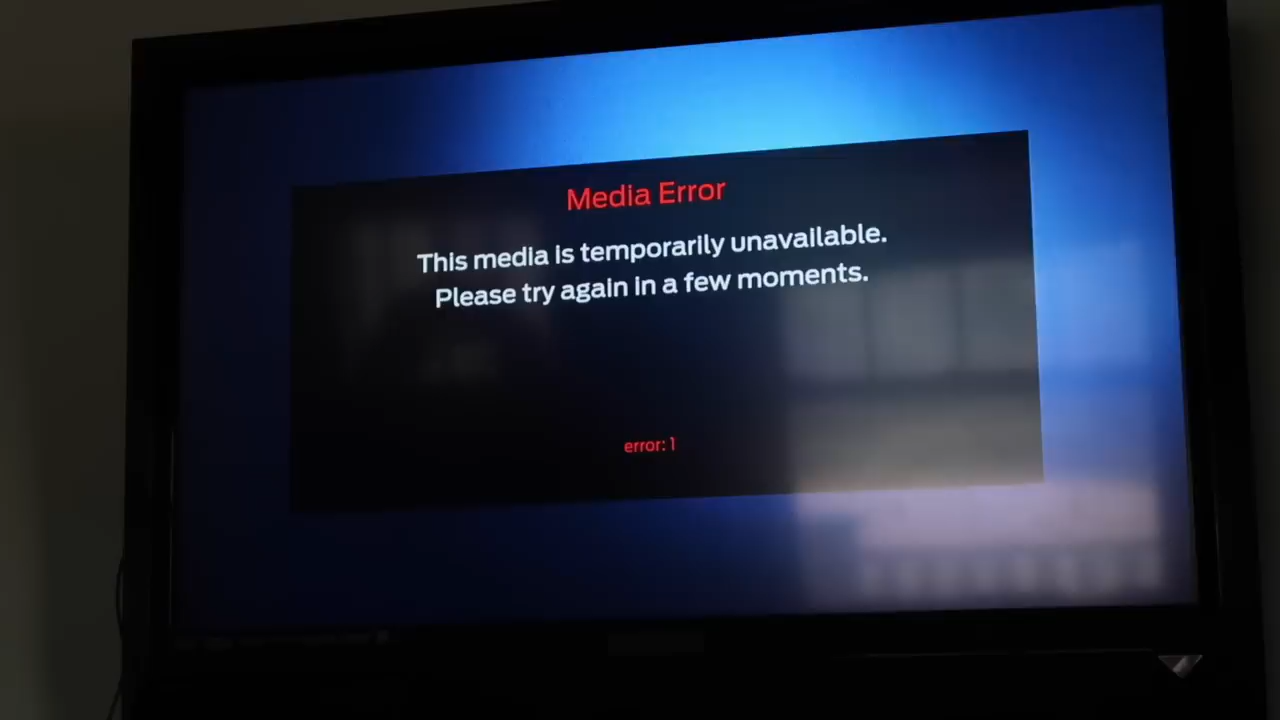 Media Error
This media is temporarily unavailable.
Please try again in a few moments.
error: 1